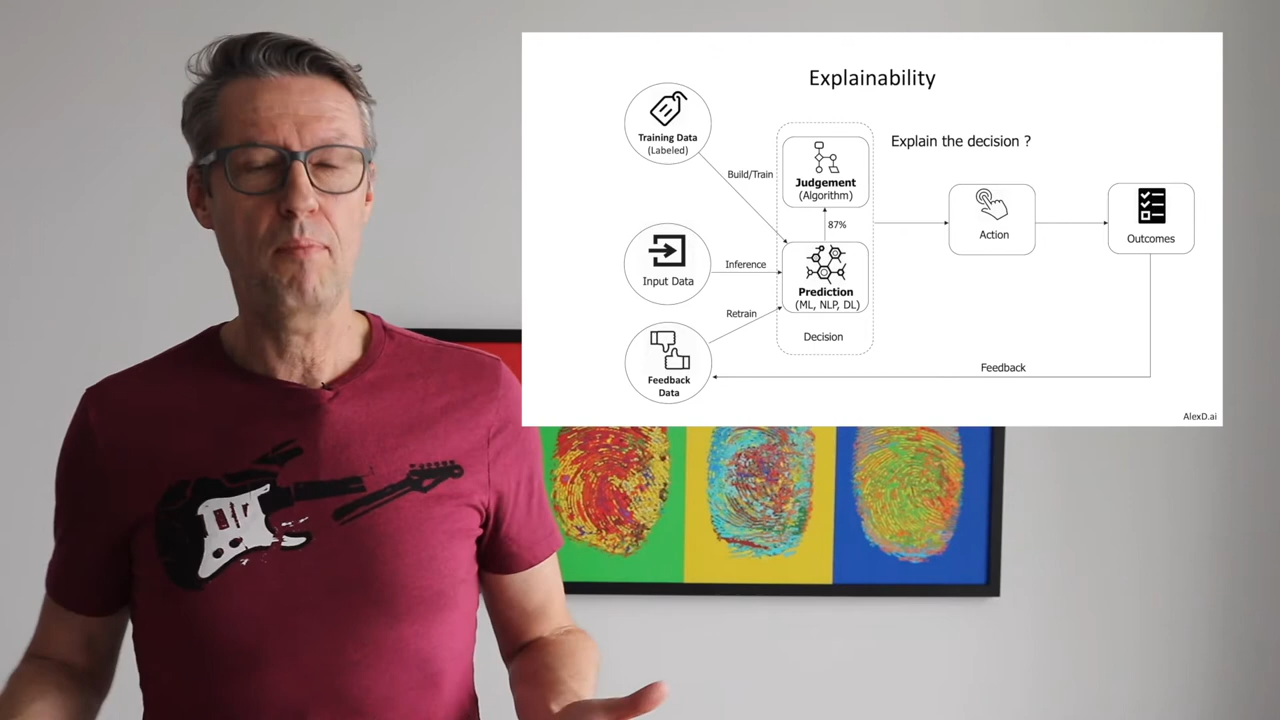 Explainability
Training Data
(Labeled)
Explain the decision ?
Build/Train
Judgement
(Algorithm)
87%
Action
Outcomes
Inference
Input Data
Prediction
(ML, NLP, DL)
Retrain
Decision
Feedback
Feedback
Data
AlexD.ai